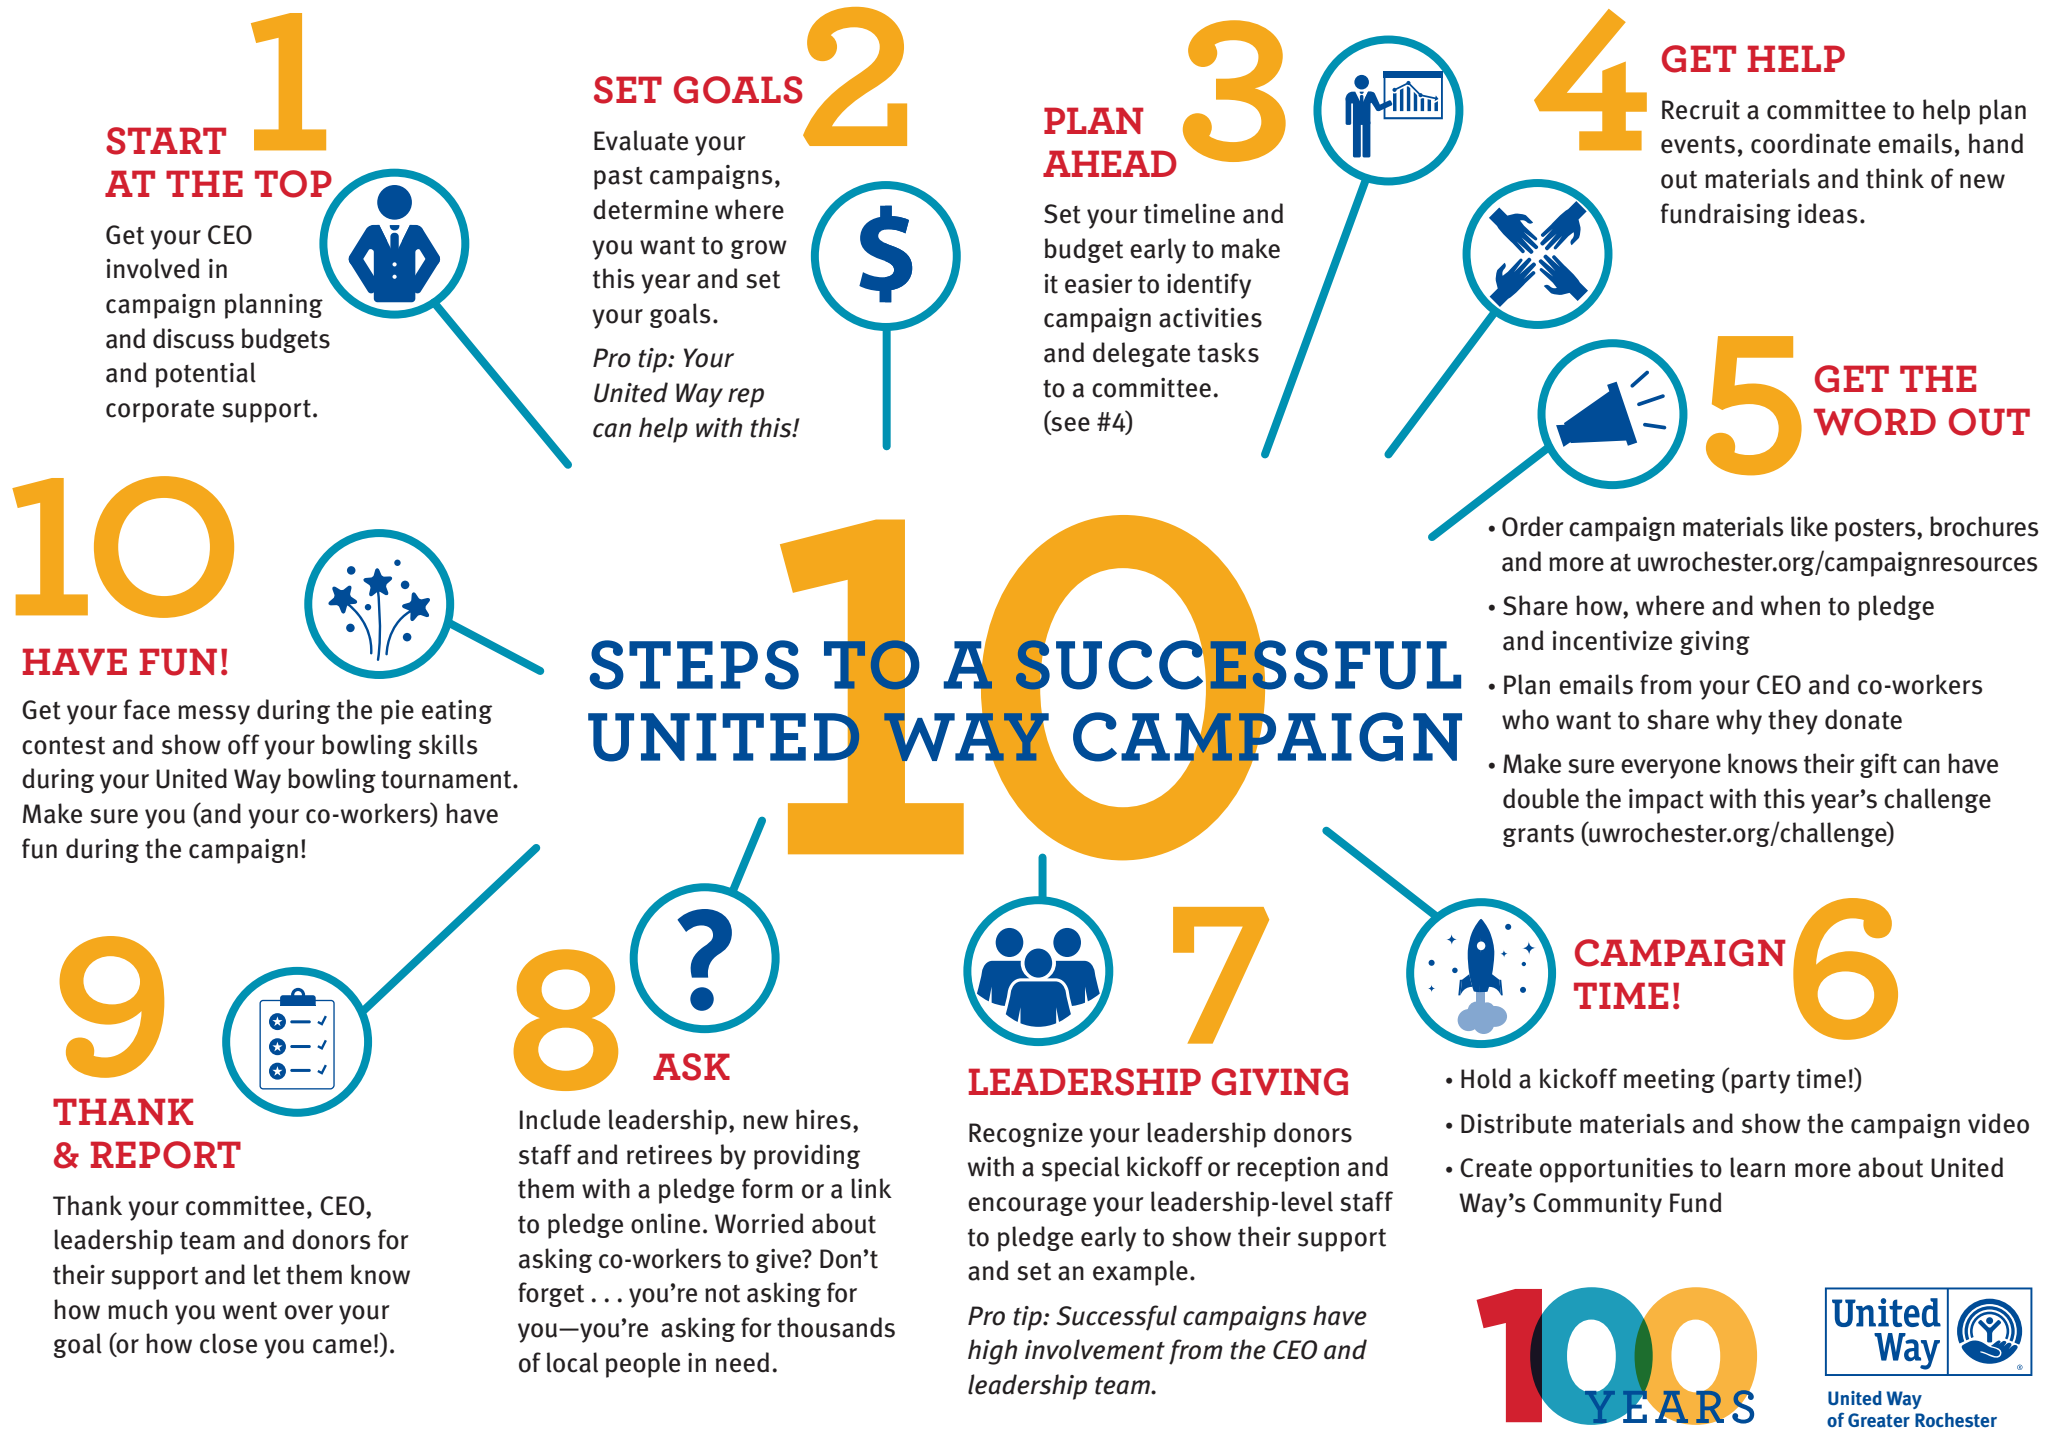 1
START
AT THE TOP
Get your CEO
involved in
campaign planning
and discuss budgets
and potential
corporate support.
2
SET GOALS
Evaluate your
past campaigns,
determine where
you want to grow
this year and set
your goals.
Pro tip: Your
United Way rep
can help with this!
3
PLAN
AHEAD
Set your timeline and
budget early to make
it easier to identify
campaign activities
and delegate tasks
to a committee.
(see #4)
4
GET HELP
Recruit a committee to help plan
events, coordinate emails, hand
out materials and think of new
fundraising ideas.
5
GET THE
WORD OUT
• Order campaign materials like posters, brochures
and more at uwrochester.org/campaignresources
• Share how, where and when to pledge
and incentivize giving
• Plan emails from your CEO and co-workers
who want to share why they donate
• Make sure everyone knows their gift can have
double the impact with this year's challenge
grants (uwrochester.org/challenge)
10
STEPS TO A SUCCESSFUL
UNITED WAY CAMPAIGN
6
CAMPAIGN
TIME!
• Hold a kickoff meeting (party time!)
• Distribute materials and show the campaign video
• Create opportunities to learn more about United
Way's Community Fund
7
LEADERSHIP GIVING
Recognize your leadership donors
with a special kickoff or reception and
encourage your leadership-level staff
to pledge early to show their support
and set an example.
Pro tip: Successful campaigns have
high involvement from the CEO and
leadership team.
8
?
ASK
Include leadership, new hires,
staff and retirees by providing
them with a pledge form or a link
to pledge online. Worried about
asking co-workers to give? Don't
forget . . . you're not asking for
you—you're asking for thousands
of local people in need.
9
THANK
& REPORT
Thank your committee, CEO,
leadership team and donors for
their support and let them know
how much you went over your
goal (or how close you came!).
10
HAVE FUN!
Get your face messy during the pie eating
contest and show off your bowling skills
during your United Way bowling tournament.
Make sure you (and your co-workers) have
fun during the campaign!
$
100
YEARS
United
Way
®
United Way
of Greater Rochester